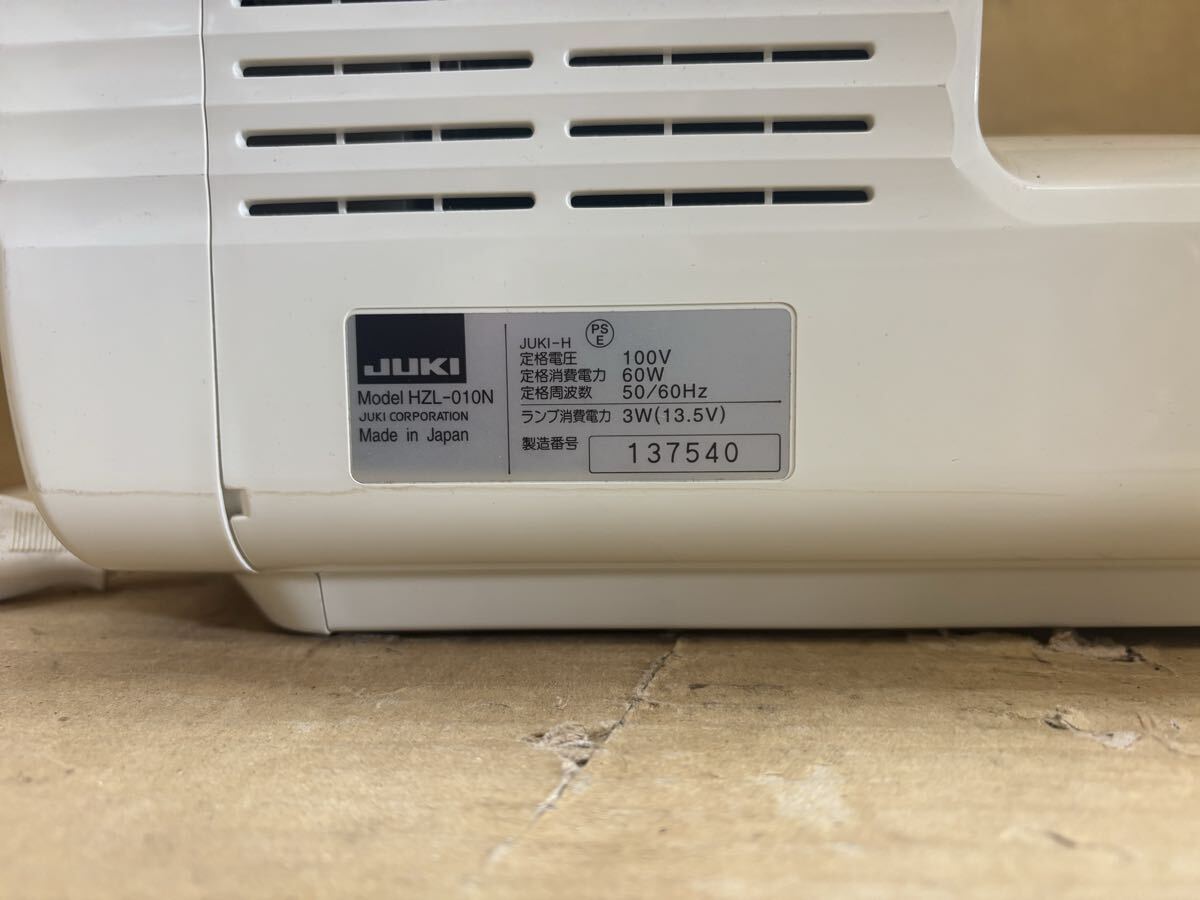 JUKI
Model HZL-010N
JUKI CORPORATION
Made in Japan
JUKI-H
PS
E
定格電圧 100V
定格消費電力 60W
定格周波数 50/60Hz
ランプ消費電力 3W(13.5V)
製造番号 137540